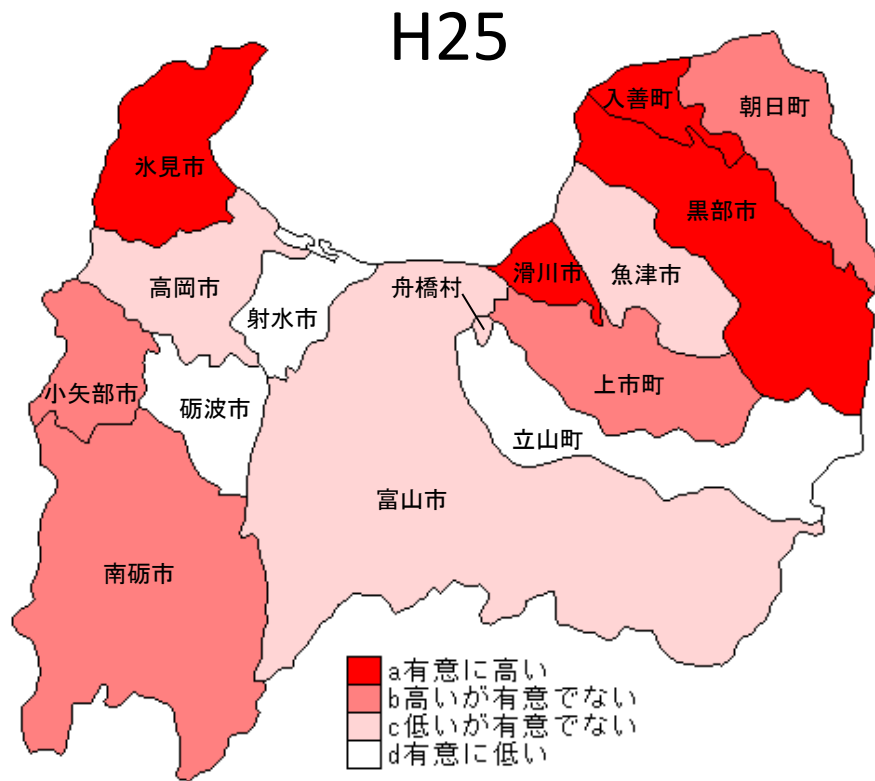 H25
入善町
朝日町
氷見市
黒部市
滑川市
魚津市
高岡市
舟橋村
射水市
上市町
小矢部市
砺波市
立山町
富山市
南砺市
a有意に高い
b高いが有意でない
c低いが有意でない
d有意に低い